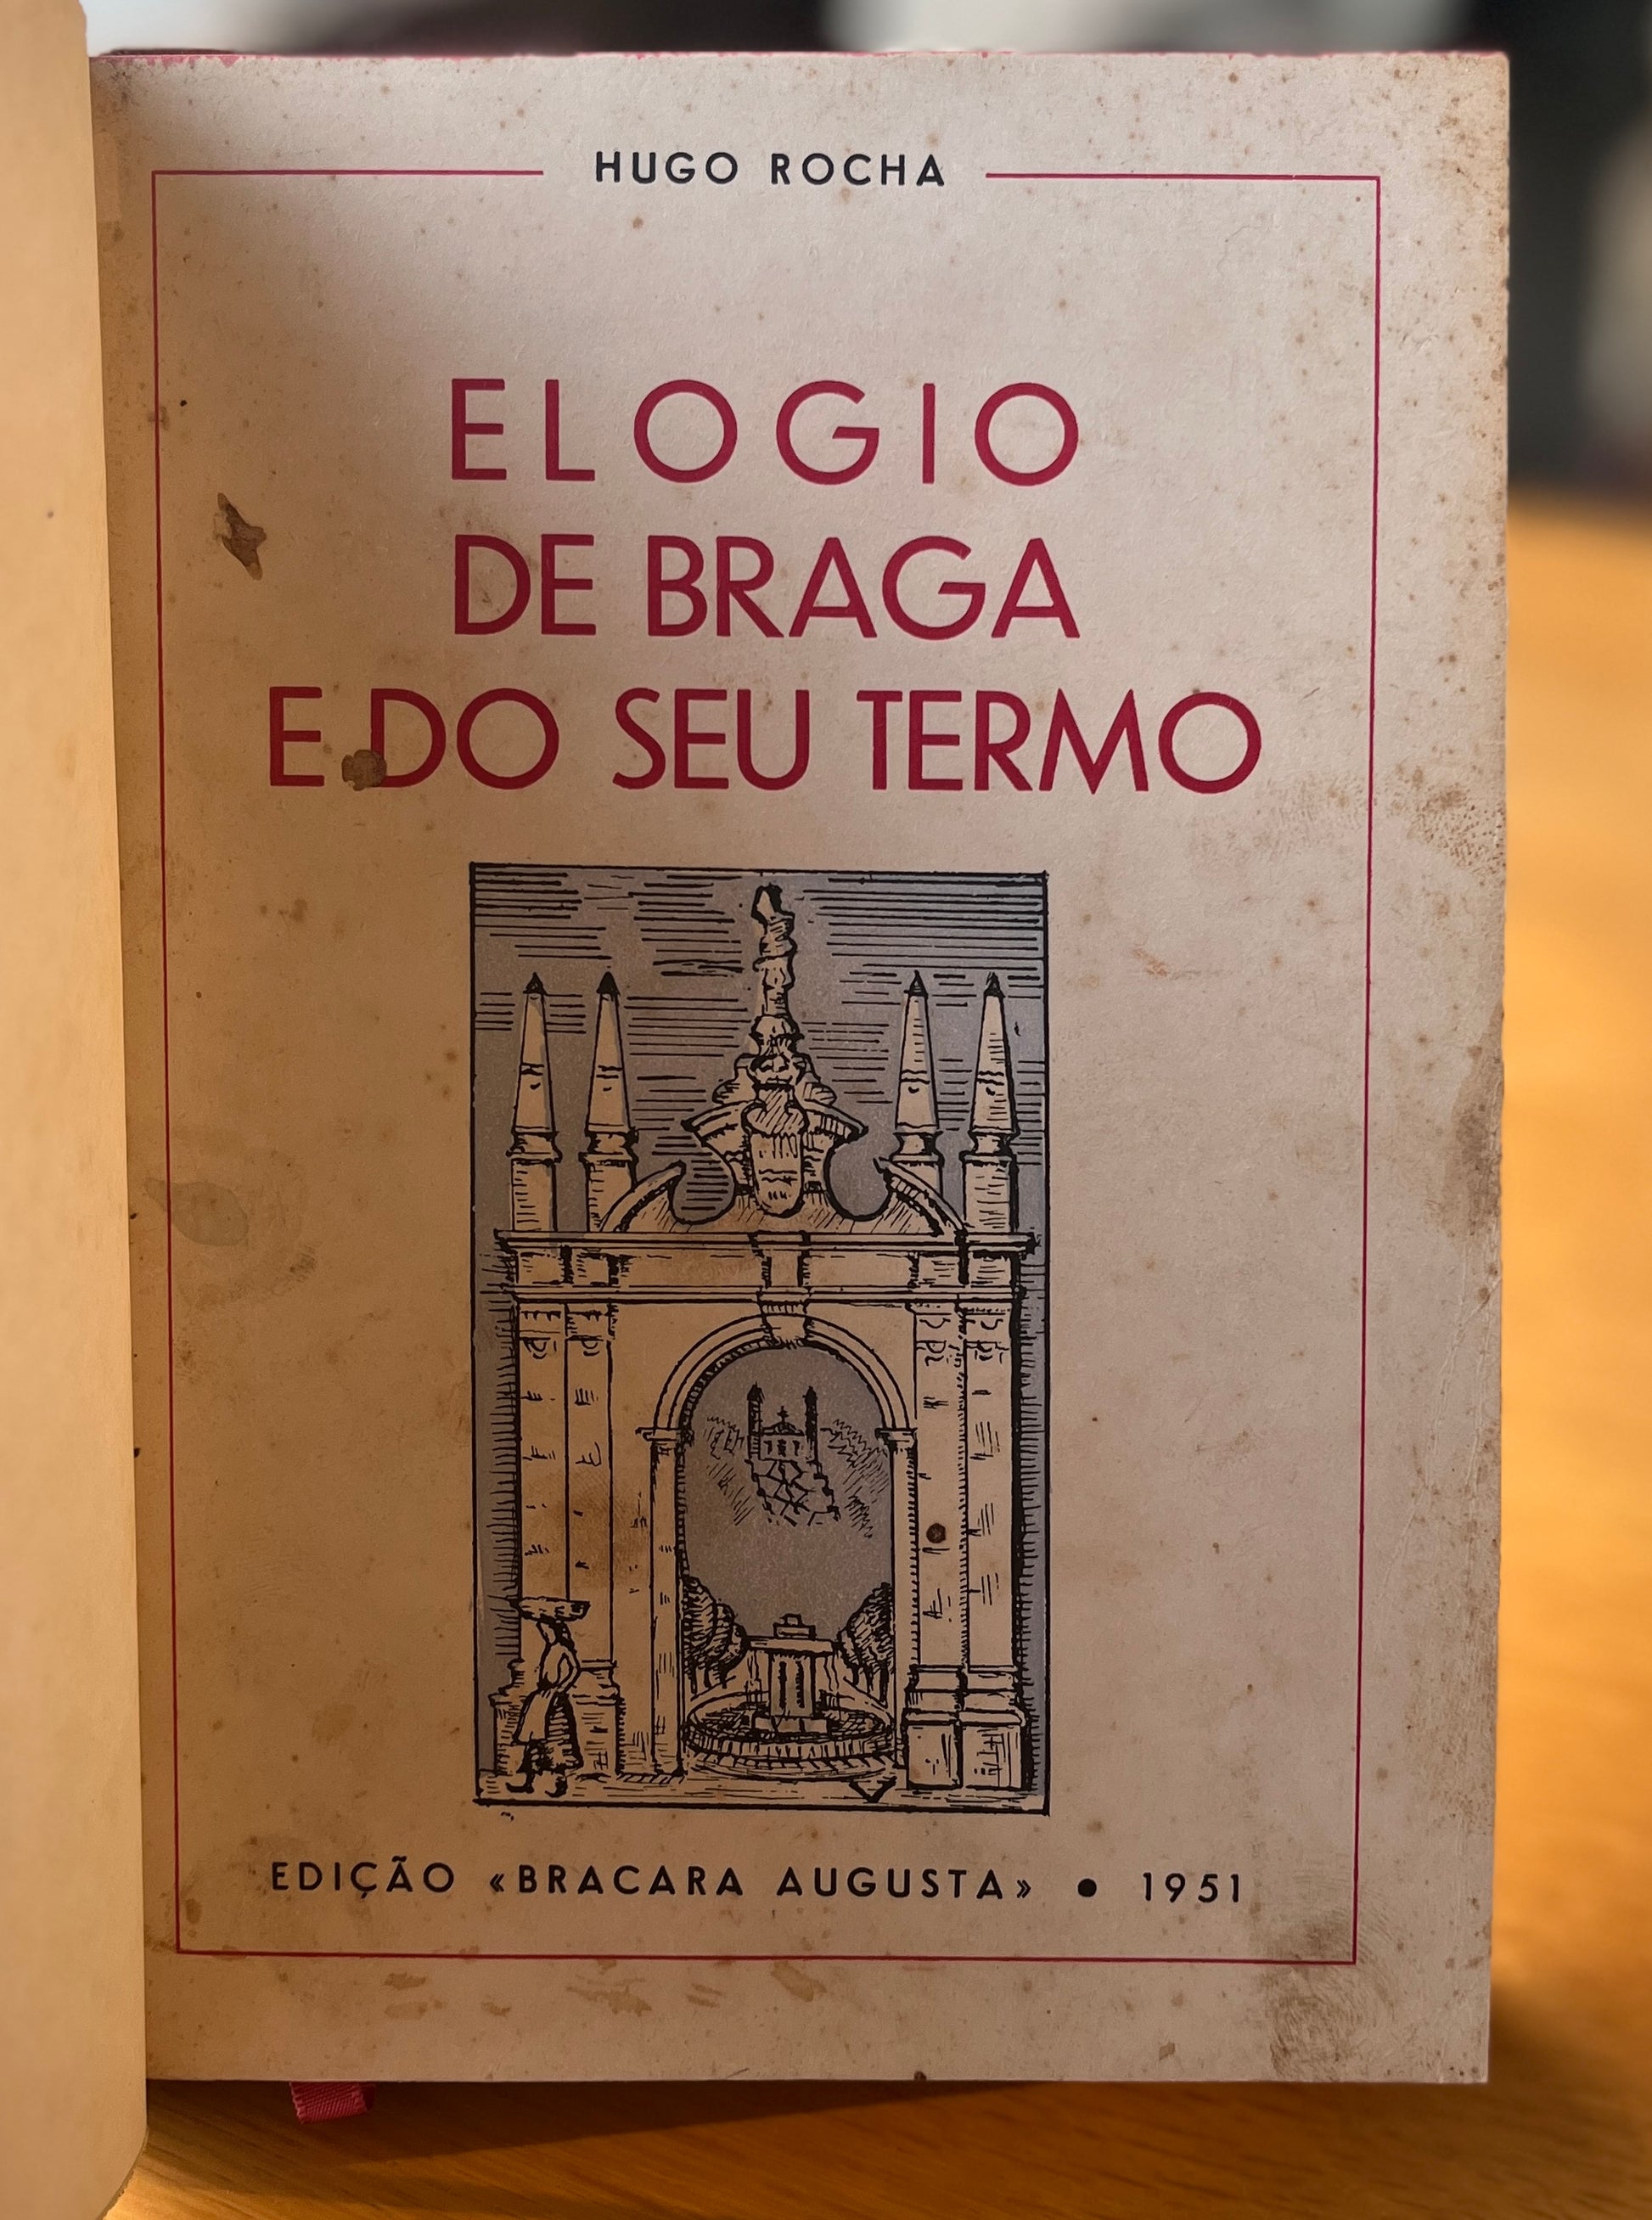 HUGO ROCHA
ELOGIO
DE BRAGA
E DO SEU TERMO
EDIÇÃO «BRACARA AUGUSTA» ● 1951